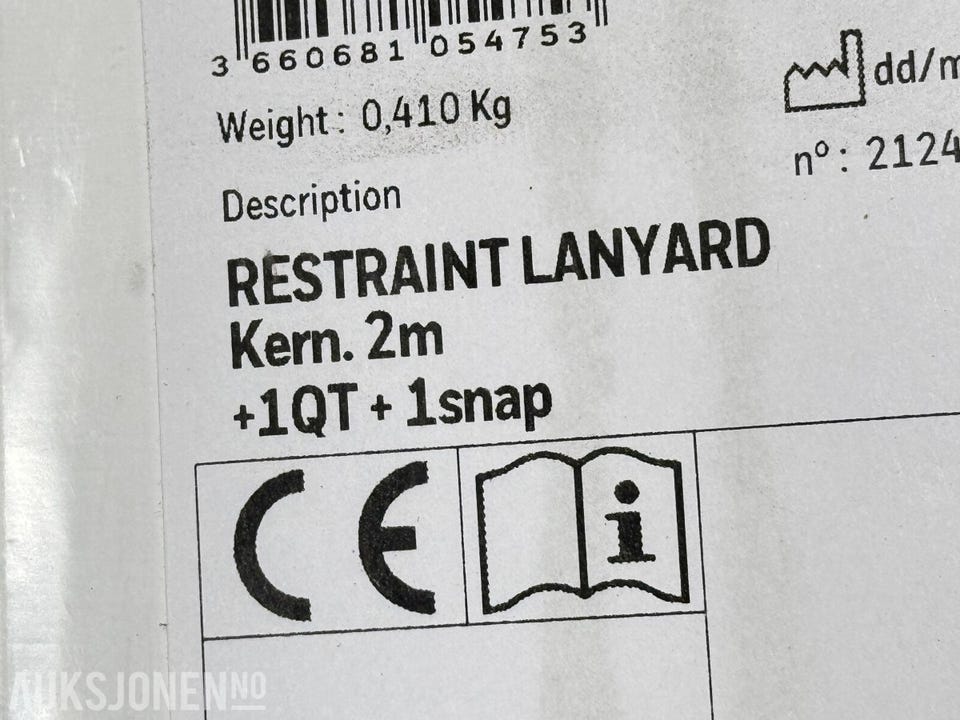 3 660681 054753
Weight: 0,410 Kg
dd/m
nº: 2124
Description
RESTRAINT LANYARD
Kern. 2m
+1QT + 1snap
CE
i
AUKSJONEN.NO